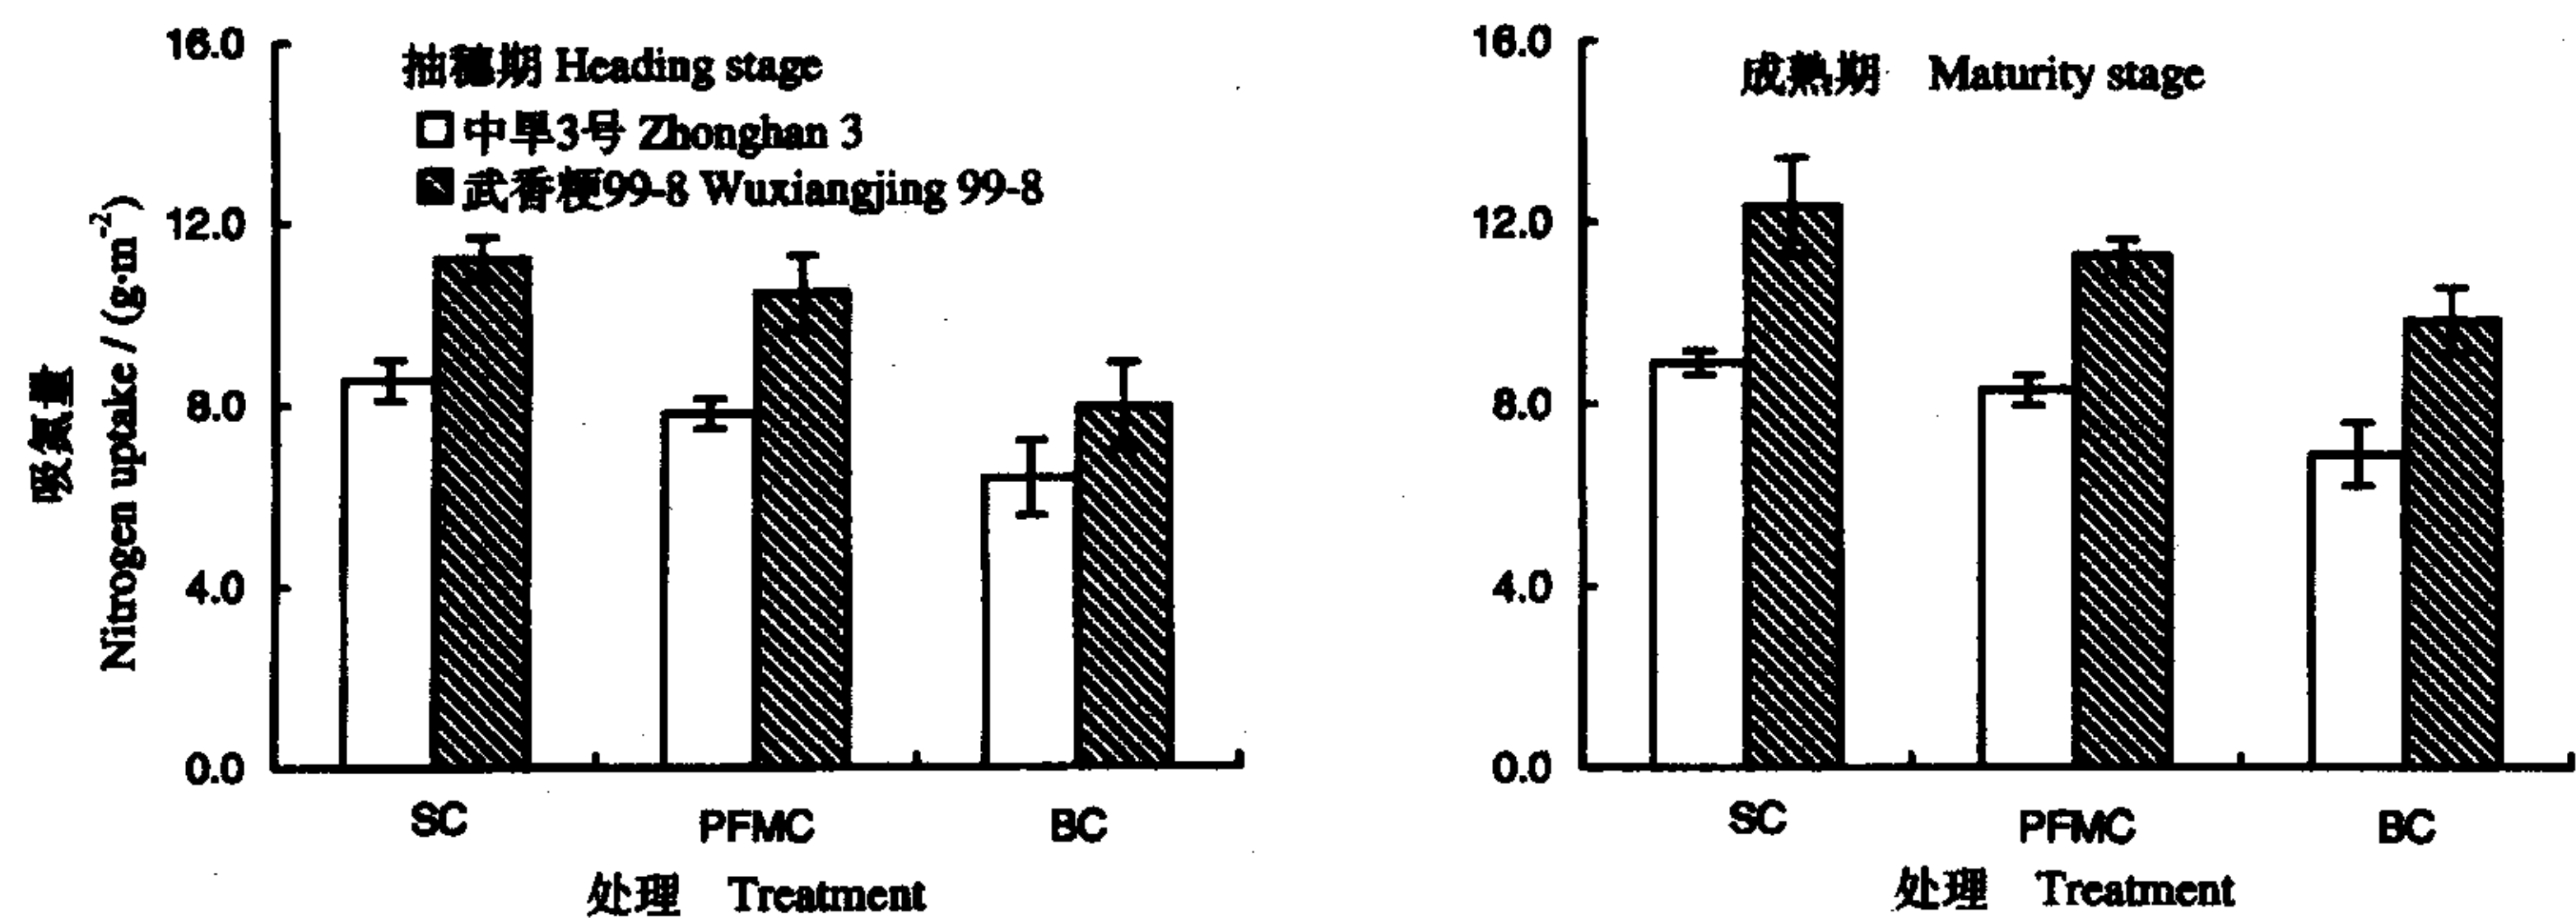 16.0
12.0
8.0
4.0
0.0
吸氮量
Nitrogen uptake / (g·m⁻²)
抽穗期 Heading stage
中旱3号 Zhonghan 3
武香粳99-8 Wuxiangjing 99-8
SC PFMC BC
处理 Treatment
16.0
12.0
8.0
4.0
0.0
成熟期 Maturity stage
SC PFMC BC
处理 Treatment